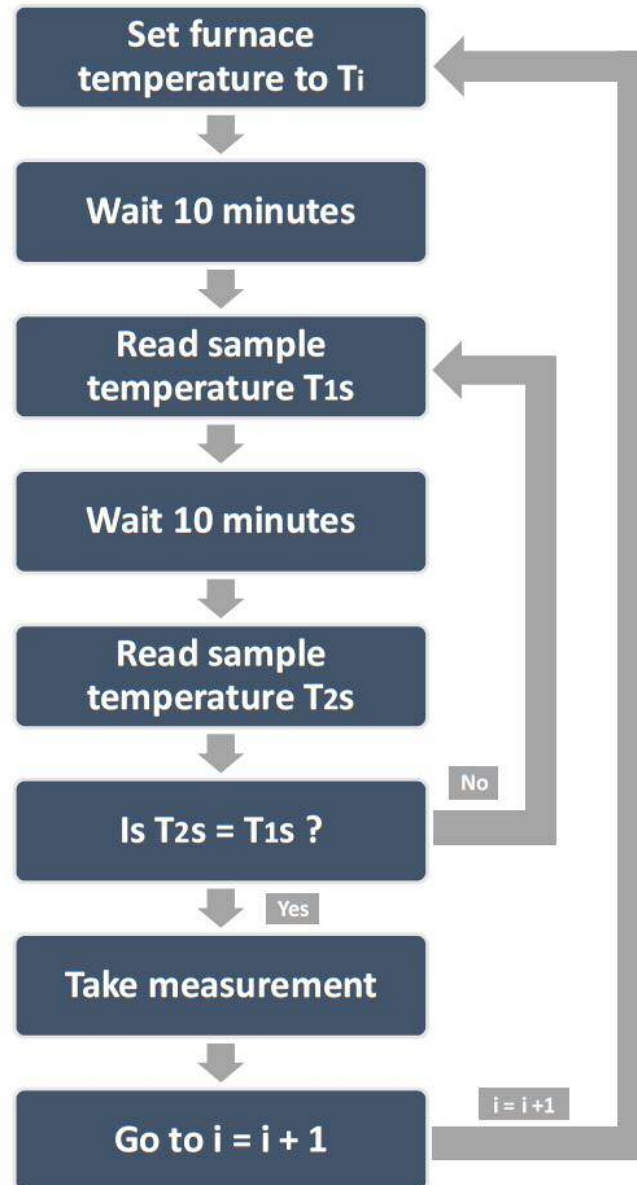 Set furnace
temperature to Ti
Wait 10 minutes
Read sample
temperature T1s
Wait 10 minutes
Read sample
temperature T2s
Is T2s = T1s ?
No
Yes
Take measurement
Go to i = i + 1
i = i +1